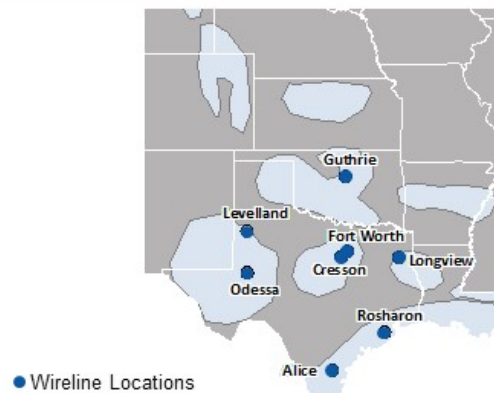 Guthrie
Levelland
Fort Worth
Cresson
Longview
Odessa
Rosharon
Alice
Wireline Locations